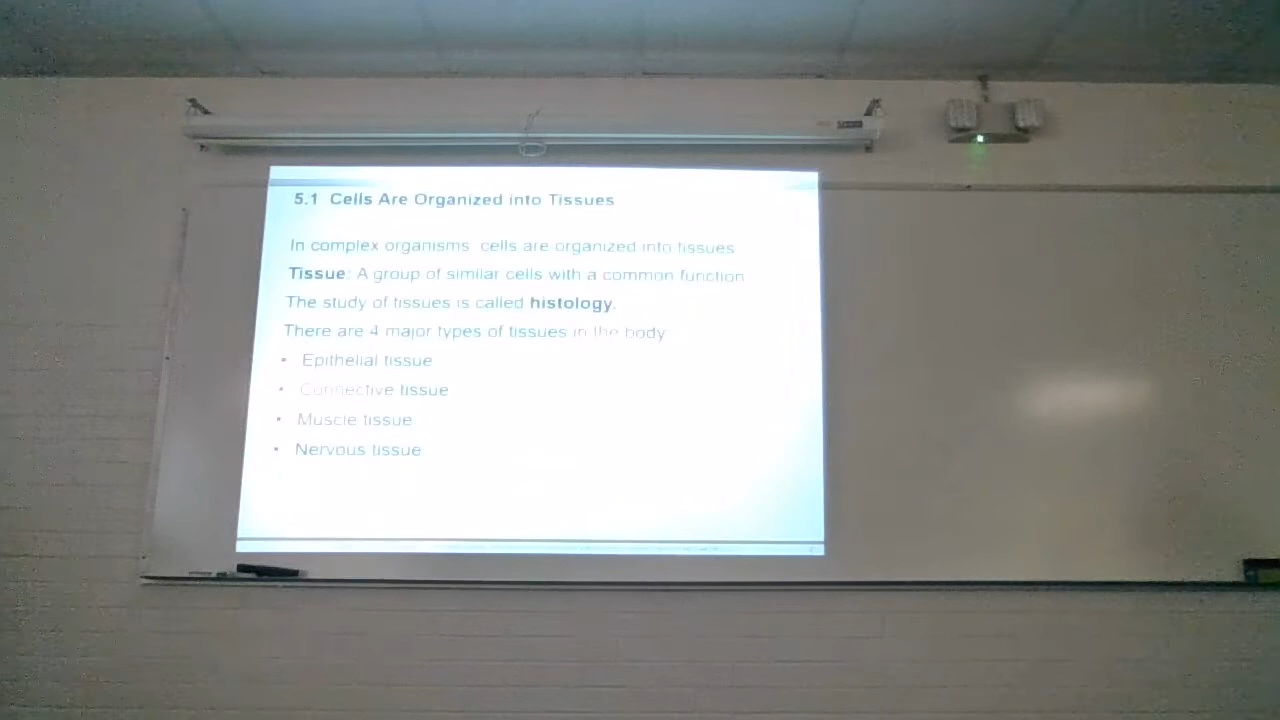 5.1 Cells Are Organized into Tissues
In complex organisms cells are organized into tissues
Tissue: A group of similar cells with a common function
The study of tissues is called histology.
There are 4 major types of tissues in the body
• Epithelial tissue
• Connective tissue
• Muscle tissue
• Nervous tissue